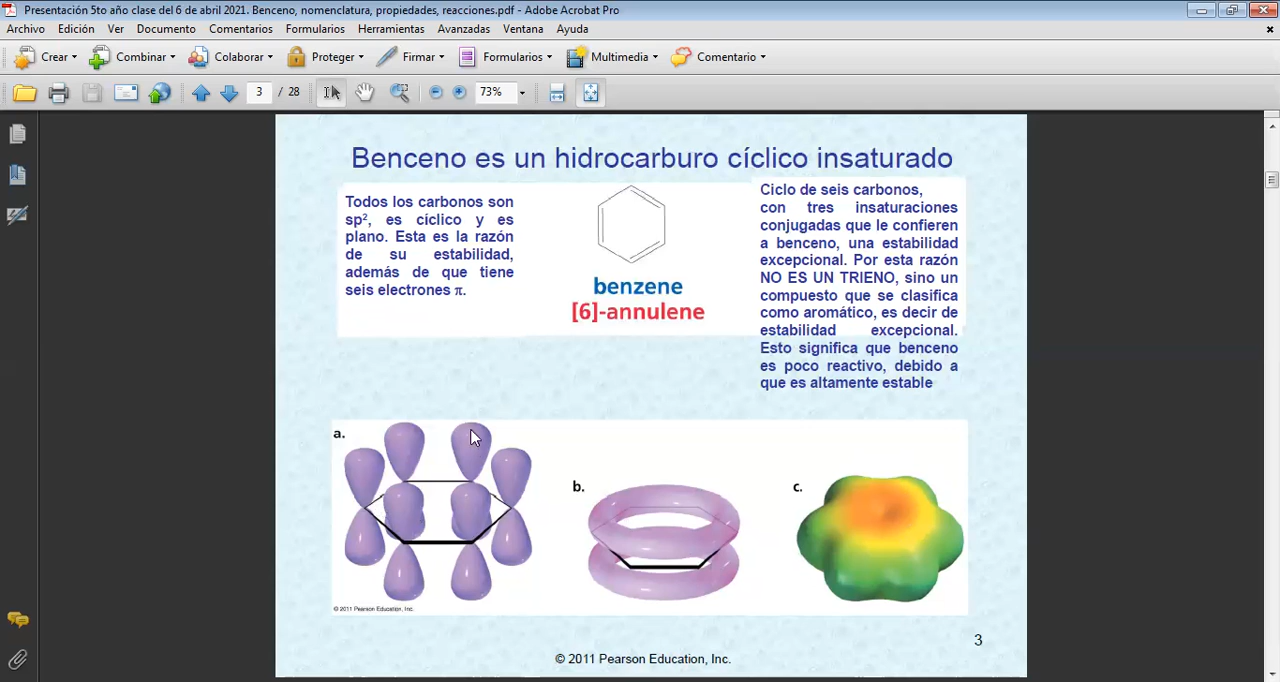 Presentación 5to año clase del 6 de abril 2021. Benceno, nomenclatura, propiedades, reacciones.pdf - Adobe Acrobat Pro
Archivo Edición Ver Documento Comentarios Formularios Herramientas Avanzadas Ventana Ayuda
Crear Combinar Colaborar Proteger Firmar Formularios Multimedia Comentario
3 / 28 73%
Benceno es un hidrocarburo cíclico insaturado
Todos los carbonos son
sp², es cíclico y es
plano. Esta es la razón
de su estabilidad,
además de que tiene
seis electrones π.
benzene
[6]-annulene
Ciclo de seis carbonos,
con tres insaturaciones
conjugadas que le confieren
a benceno, una estabilidad
excepcional. Por esta razón
NO ES UN TRIENO, sino un
compuesto que se clasifica
como aromático, es decir de
estabilidad excepcional.
Esto significa que benceno
es poco reactivo, debido a
que es altamente estable
a.
b.
c.
© 2011 Pearson Education, Inc.
3
© 2011 Pearson Education, Inc.